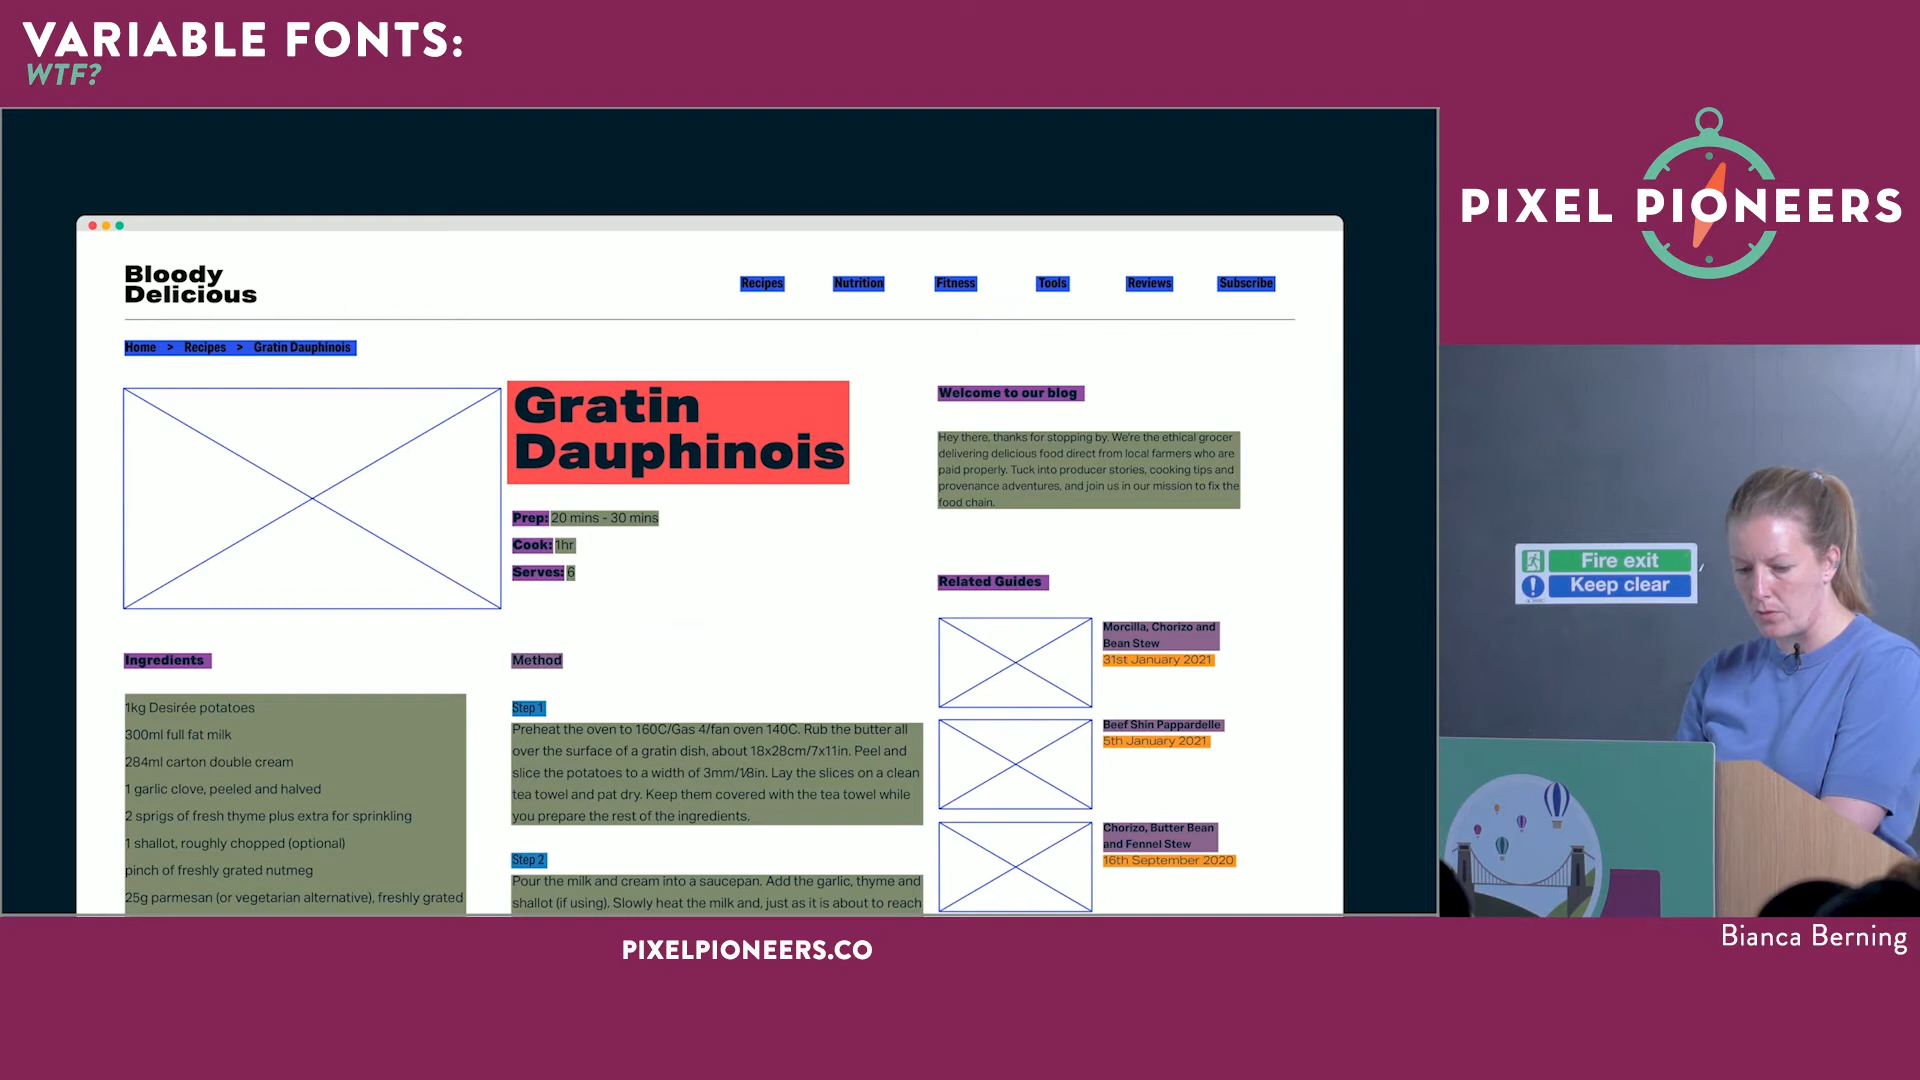 VARIABLE FONTS:
WTF?
PIXEL PIONEERS
Bloody
Delicious
Recipes
Nutrition
Fitness
Tools
Reviews
Subscribe
Home > Recipes > Gratin Dauphinois
Gratin
Dauphinois
Prep: 20 mins - 30 mins
Cook: 1hr
Serves: 6
Welcome to our blog
Hey there, thanks for stopping by. We're the ethical grocer
delivering delicious food direct from local farmers who are
paid properly. Tuck into producer stories, cooking tips and
provenance adventures, and join us in our mission to fix the
food chain.
Related Guides
Morcilla, Chorizo and
Bean Stew
31st January 2021
Beef Shin Pappardelle
5th January 2021
Chorizo, Butter Bean
and Fennel Stew
16th September 2020
Ingredients
1kg Desirée potatoes
300ml full fat milk
284ml carton double cream
1 garlic clove, peeled and halved
2 sprigs of fresh thyme plus extra for sprinkling
1 shallot, roughly chopped (optional)
pinch of freshly grated nutmeg
25g parmesan (or vegetarian alternative), freshly grated
Method
Step 1
Preheat the oven to 160C/Gas 4/fan oven 140C. Rub the butter all
over the surface of a gratin dish, about 18x28cm/7x11in. Peel and
slice the potatoes to a width of 3mm/1⁄8in. Lay the slices on a clean
tea towel and pat dry. Keep them covered with the tea towel while
you prepare the rest of the ingredients.
Step 2
Pour the milk and cream into a saucepan. Add the garlic, thyme and
shallot (if using). Slowly heat the milk and, just as it is about to reach
Fire exit
Keep clear
Bianca Berning
PIXELPIONEERS.CO